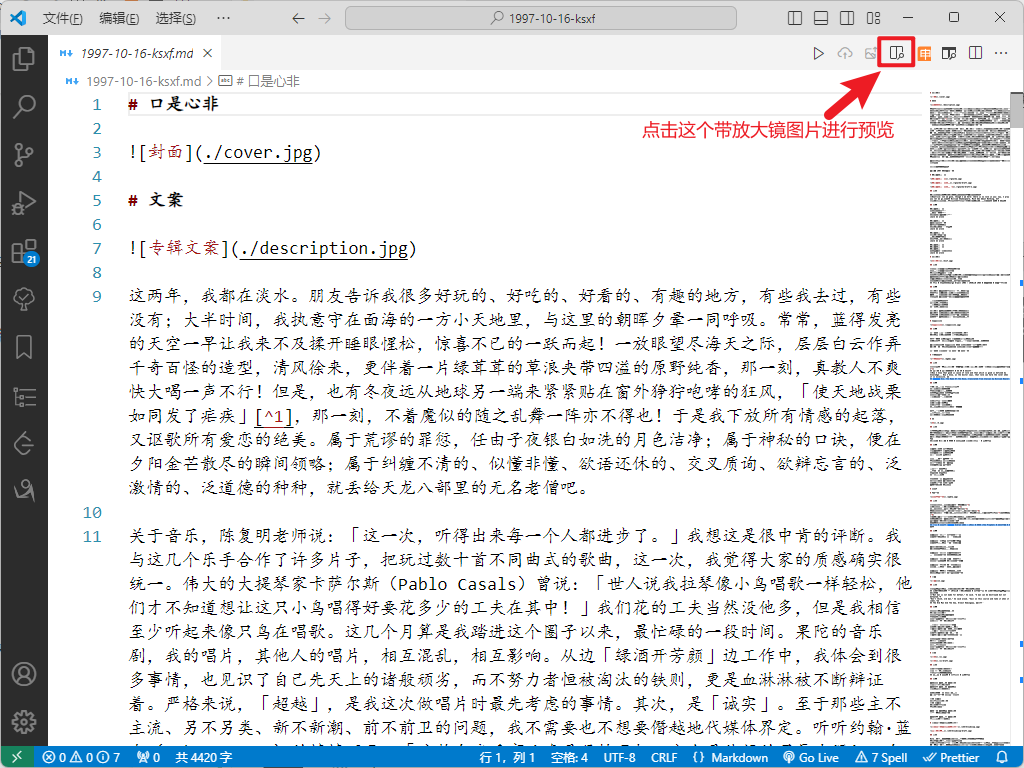 文件(F) 编辑(E) 选择(S) ··· 1997-10-16-ksxf
1997-10-16-ksxf.md
1997-10-16-ksxf.md > # 口是心非
点击这个带放大镜图片进行预览
1 # 口是心非
2
3 ![封面](./cover.jpg)
4
5 # 文案
6
7 ![专辑文案](./description.jpg)
8
9 这两年，我都在淡水。朋友告诉我很多好玩的、好吃的、好看的、有趣的地方，有些我去过，有些
没有；大半时间，我执意守在面海的一方小天地里，与这里的朝晖夕晕一同呼吸。常常，蓝得发亮
的天空一早让我来不及揉开睡眼惺松，惊喜不已的一跃而起！一放眼望尽海天之际，层层白云作弄
千奇百怪的造型，清风徐来，更伴着一片绿茸茸的草浪夹带四溢的原野纯香，那一刻，真教人不爽
快大喝一声不行！但是，也有冬夜远从地球另一端来紧紧贴在窗外狰狞咆哮的狂风，「使天地战栗
如同发了疟疾」[^1]，那一刻，不着魔似的随之乱舞一阵亦不得也！于是我下放所有情感的起落，
又讴歌所有爱恋的绝美。属于荒谬的罪愆，任由子夜银白如洗的月色洁净；属于神秘的口诀，便在
夕阳金芒散尽的瞬间领略；属于纠缠不清的、似懂非懂、欲语还休的、交叉质询、欲辩忘言的、泛
激情的、泛道德的种种，就丢给天龙八部里的无名老僧吧。
10
11 关于音乐，陈复明老师说：「这一次，听得出来每一个人都进步了。」我想这是很中肯的评断。我
与这几个乐手合作了许多片子，把玩过数十首不同曲式的歌曲，这一次，我觉得大家的质感确实很
统一。伟大的大提琴家卡萨尔斯（Pablo Casals）曾说：「世人说我拉琴像小鸟唱歌一样轻松，他
们才不知道想让这只小鸟唱得好要花多少的工夫在其中！」我们花的工夫当然没他多，但是我相信
至少听起来像只鸟在唱歌。这几个月算是我踏进这个圈子以来，最忙碌的一段时间。果陀的音乐
剧，我的唱片，其他人的唱片，相互混乱，相互影响。从边「绿酒开芳颜」边工作中，我体会到很
多事情，也见识了自己先天上的诸般顽劣，而不努力者恒被淘汰的铁则，更是血淋淋被不断辩证
着。严格来说，「超越」，是我这次做唱片时最先考虑的事情。其次，是「诚实」。至于那些主不
主流、另不另类、新不新潮、前不前卫的问题，我不需要也不想要僭越地代媒体界定。听听约翰·蓝
21
0 0 7 0 共 4420 字 行 1，列 1 空格: 4 UTF-8 CRLF {} Markdown Go Live 7 Spell Prettier